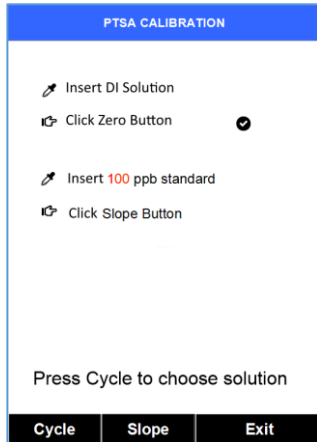 PTSA CALIBRATION
Insert DI Solution
Click Zero Button
Insert 100 ppb standard
Click Slope Button
Press Cycle to choose solution
Cycle Slope Exit